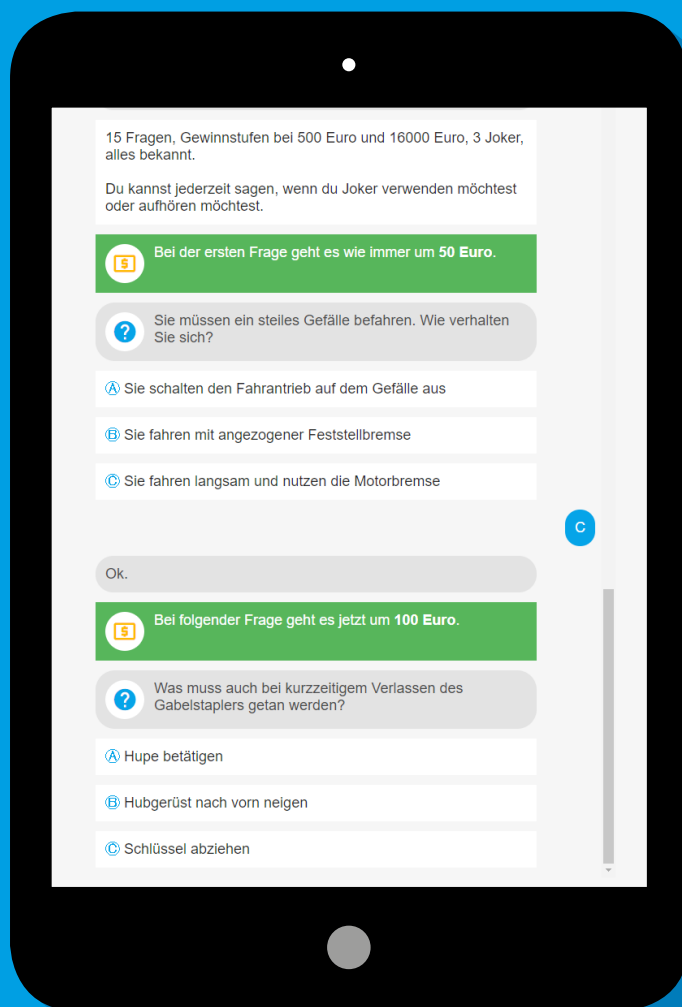 15 Fragen, Gewinnstufen bei 500 Euro und 16000 Euro, 3 Joker,
alles bekannt.
Du kannst jederzeit sagen, wenn du Joker verwenden möchtest
oder aufhören möchtest.
Bei der ersten Frage geht es wie immer um 50 Euro.
Sie müssen ein steiles Gefälle befahren. Wie verhalten
Sie sich?
A Sie schalten den Fahrantrieb auf dem Gefälle aus
B Sie fahren mit angezogener Feststellbremse
C Sie fahren langsam und nutzen die Motorbremse
C
Ok.
Bei folgender Frage geht es jetzt um 100 Euro.
Was muss auch bei kurzzeitigem Verlassen des
Gabelstaplers getan werden?
A Hupe betätigen
B Hubgerüst nach vorn neigen
C Schlüssel abziehen